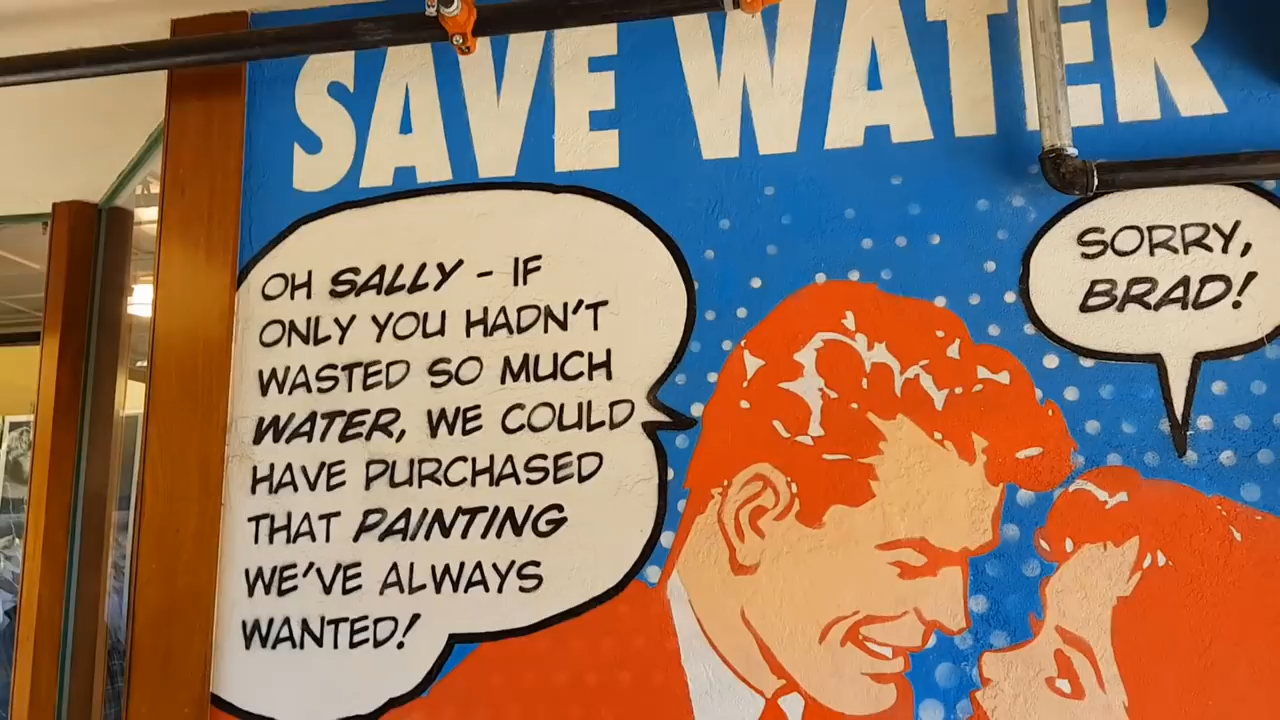 SAVE WATER
OH SALLY - IF
ONLY YOU HADN'T
WASTED SO MUCH
WATER, WE COULD
HAVE PURCHASED
THAT PAINTING
WE'VE ALWAYS
WANTED!
SORRY,
BRAD!